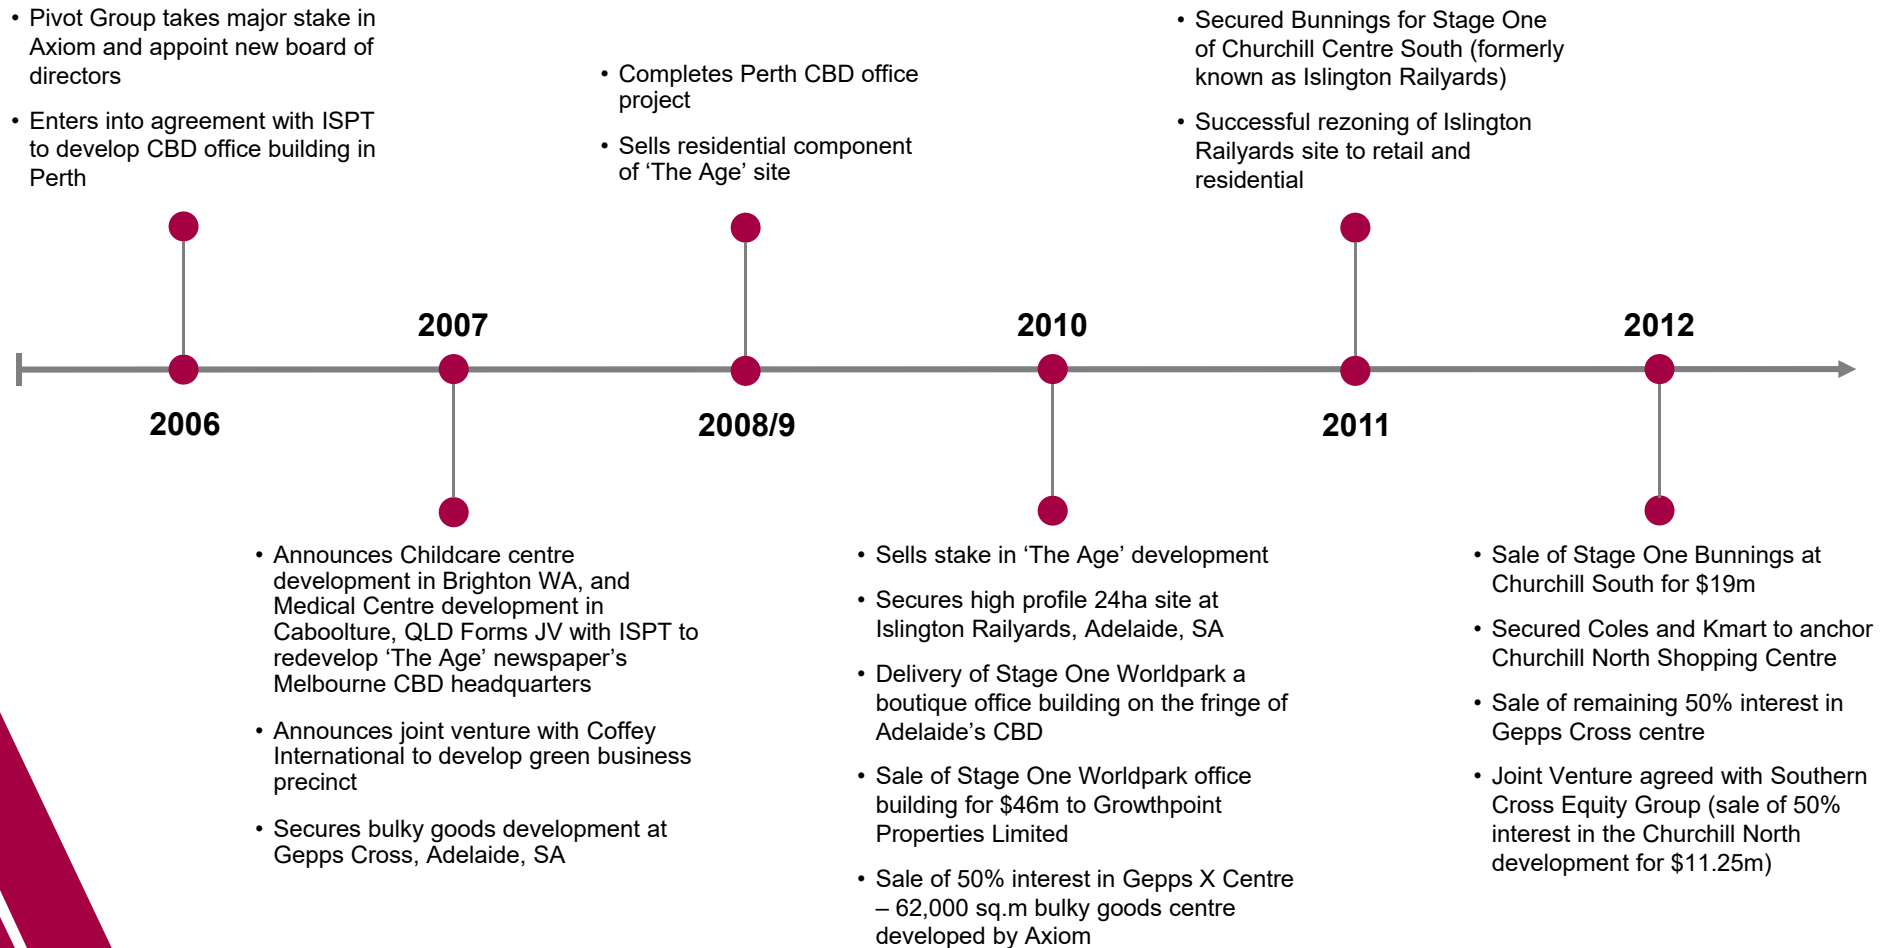 • Pivot Group takes major stake in
Axiom and appoint new board of
directors
• Enters into agreement with ISPT
to develop CBD office building in
Perth
2006
2007
• Announces Childcare centre
development in Brighton WA, and
Medical Centre development in
Caboolture, QLD Forms JV with ISPT to
redevelop ‘The Age’ newspaper’s
Melbourne CBD headquarters
• Announces joint venture with Coffey
International to develop green business
precinct
• Secures bulky goods development at
Gepps Cross, Adelaide, SA
• Completes Perth CBD office
project
• Sells residential component
of ‘The Age’ site
2008/9
2010
• Sells stake in ‘The Age’ development
• Secures high profile 24ha site at
Islington Railyards, Adelaide, SA
• Delivery of Stage One Worldpark a
boutique office building on the fringe of
Adelaide’s CBD
• Sale of Stage One Worldpark office
building for $46m to Growthpoint
Properties Limited
• Sale of 50% interest in Gepps X Centre
– 62,000 sq.m bulky goods centre
developed by Axiom
• Secured Bunnings for Stage One
of Churchill Centre South (formerly
known as Islington Railyards)
• Successful rezoning of Islington
Railyards site to retail and
residential
2011
2012
• Sale of Stage One Bunnings at
Churchill South for $19m
• Secured Coles and Kmart to anchor
Churchill North Shopping Centre
• Sale of remaining 50% interest in
Gepps Cross centre
• Joint Venture agreed with Southern
Cross Equity Group (sale of 50%
interest in the Churchill North
development for $11.25m)